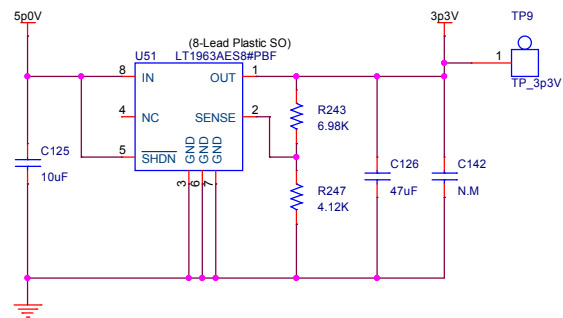 5p0V
3p3V
TP9
(8-Lead Plastic SO)
U51
LT1963AES8#PBF
1
TP_3p3V
8
IN
OUT
1
4
NC
SENSE
2
5
SHDN
GND
GND
GND
3
6
7
R243
6.98K
R247
4.12K
C125
10uF
C126
47uF
C142
N.M